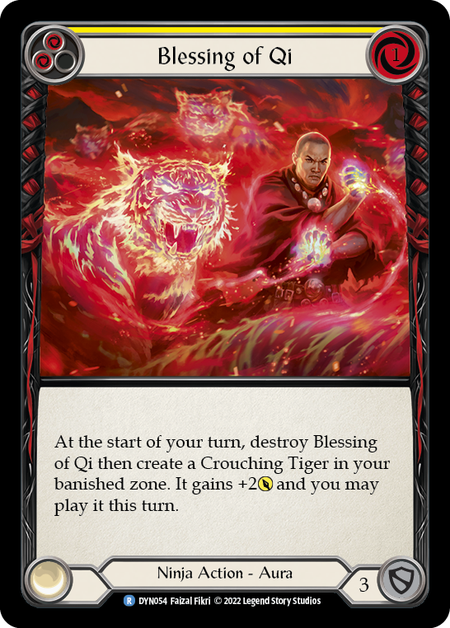 Blessing of Qi
1
At the start of your turn, destroy Blessing
of Qi then create a Crouching Tiger in your
banished zone. It gains +2 and you may
play it this turn.
Ninja Action - Aura
3
R DYN054 Faizal Fikri © 2022 Legend Story Studios